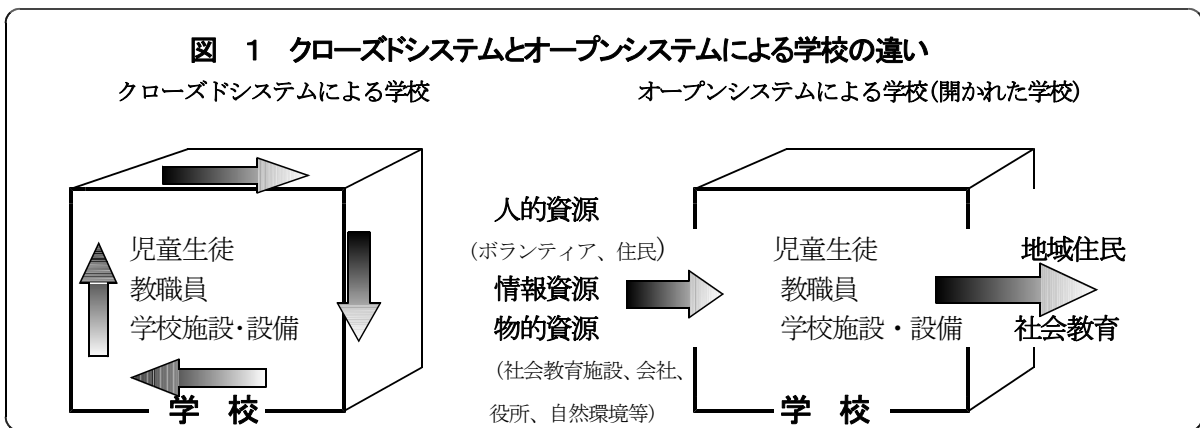 図　1　クローズドシステムとオープンシステムによる学校の違い
クローズドシステムによる学校
オープンシステムによる学校(開かれた学校)
児童生徒
教職員
学校施設・設備
学　校
人的資源
(ボランティア、住民)
情報資源
物的資源
(社会教育施設、会社、
役所、自然環境等)
児童生徒
教職員
学校施設・設備
学　校
地域住民
社会教育